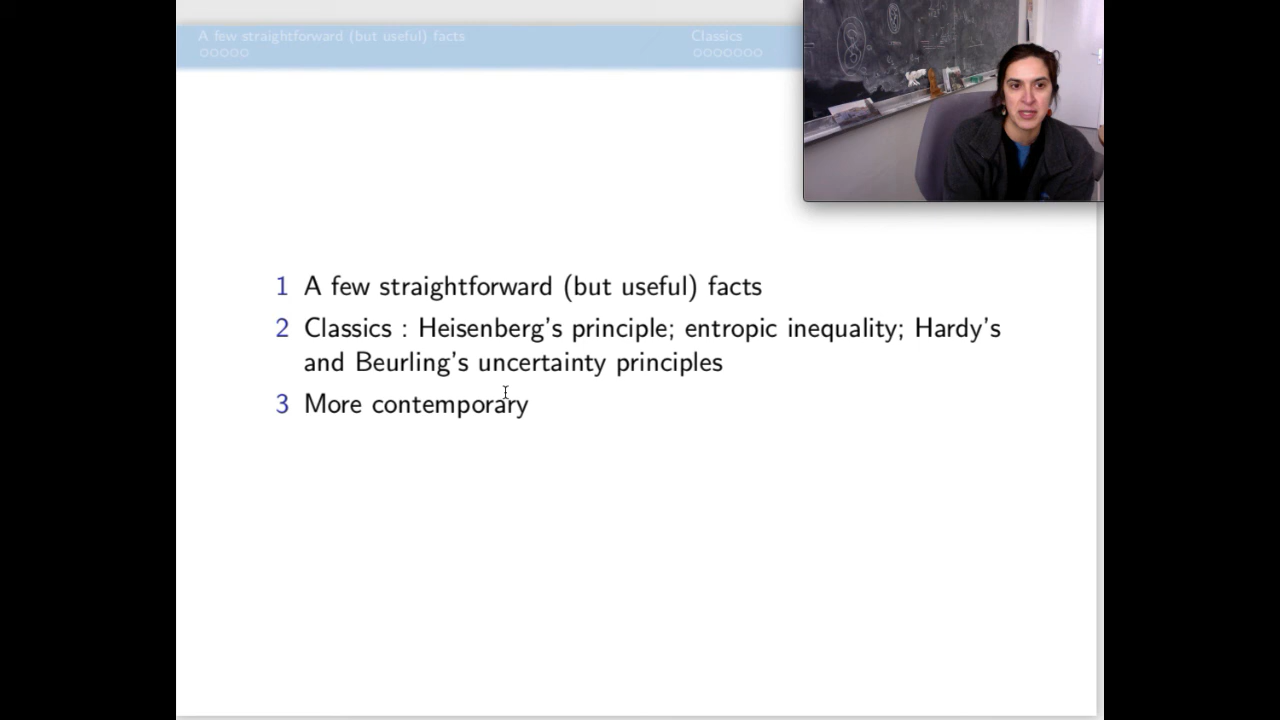 A few straightforward (but useful) facts
Classics
1 A few straightforward (but useful) facts
2 Classics : Heisenberg's principle; entropic inequality; Hardy's
and Beurling's uncertainty principles
3 More contemporary